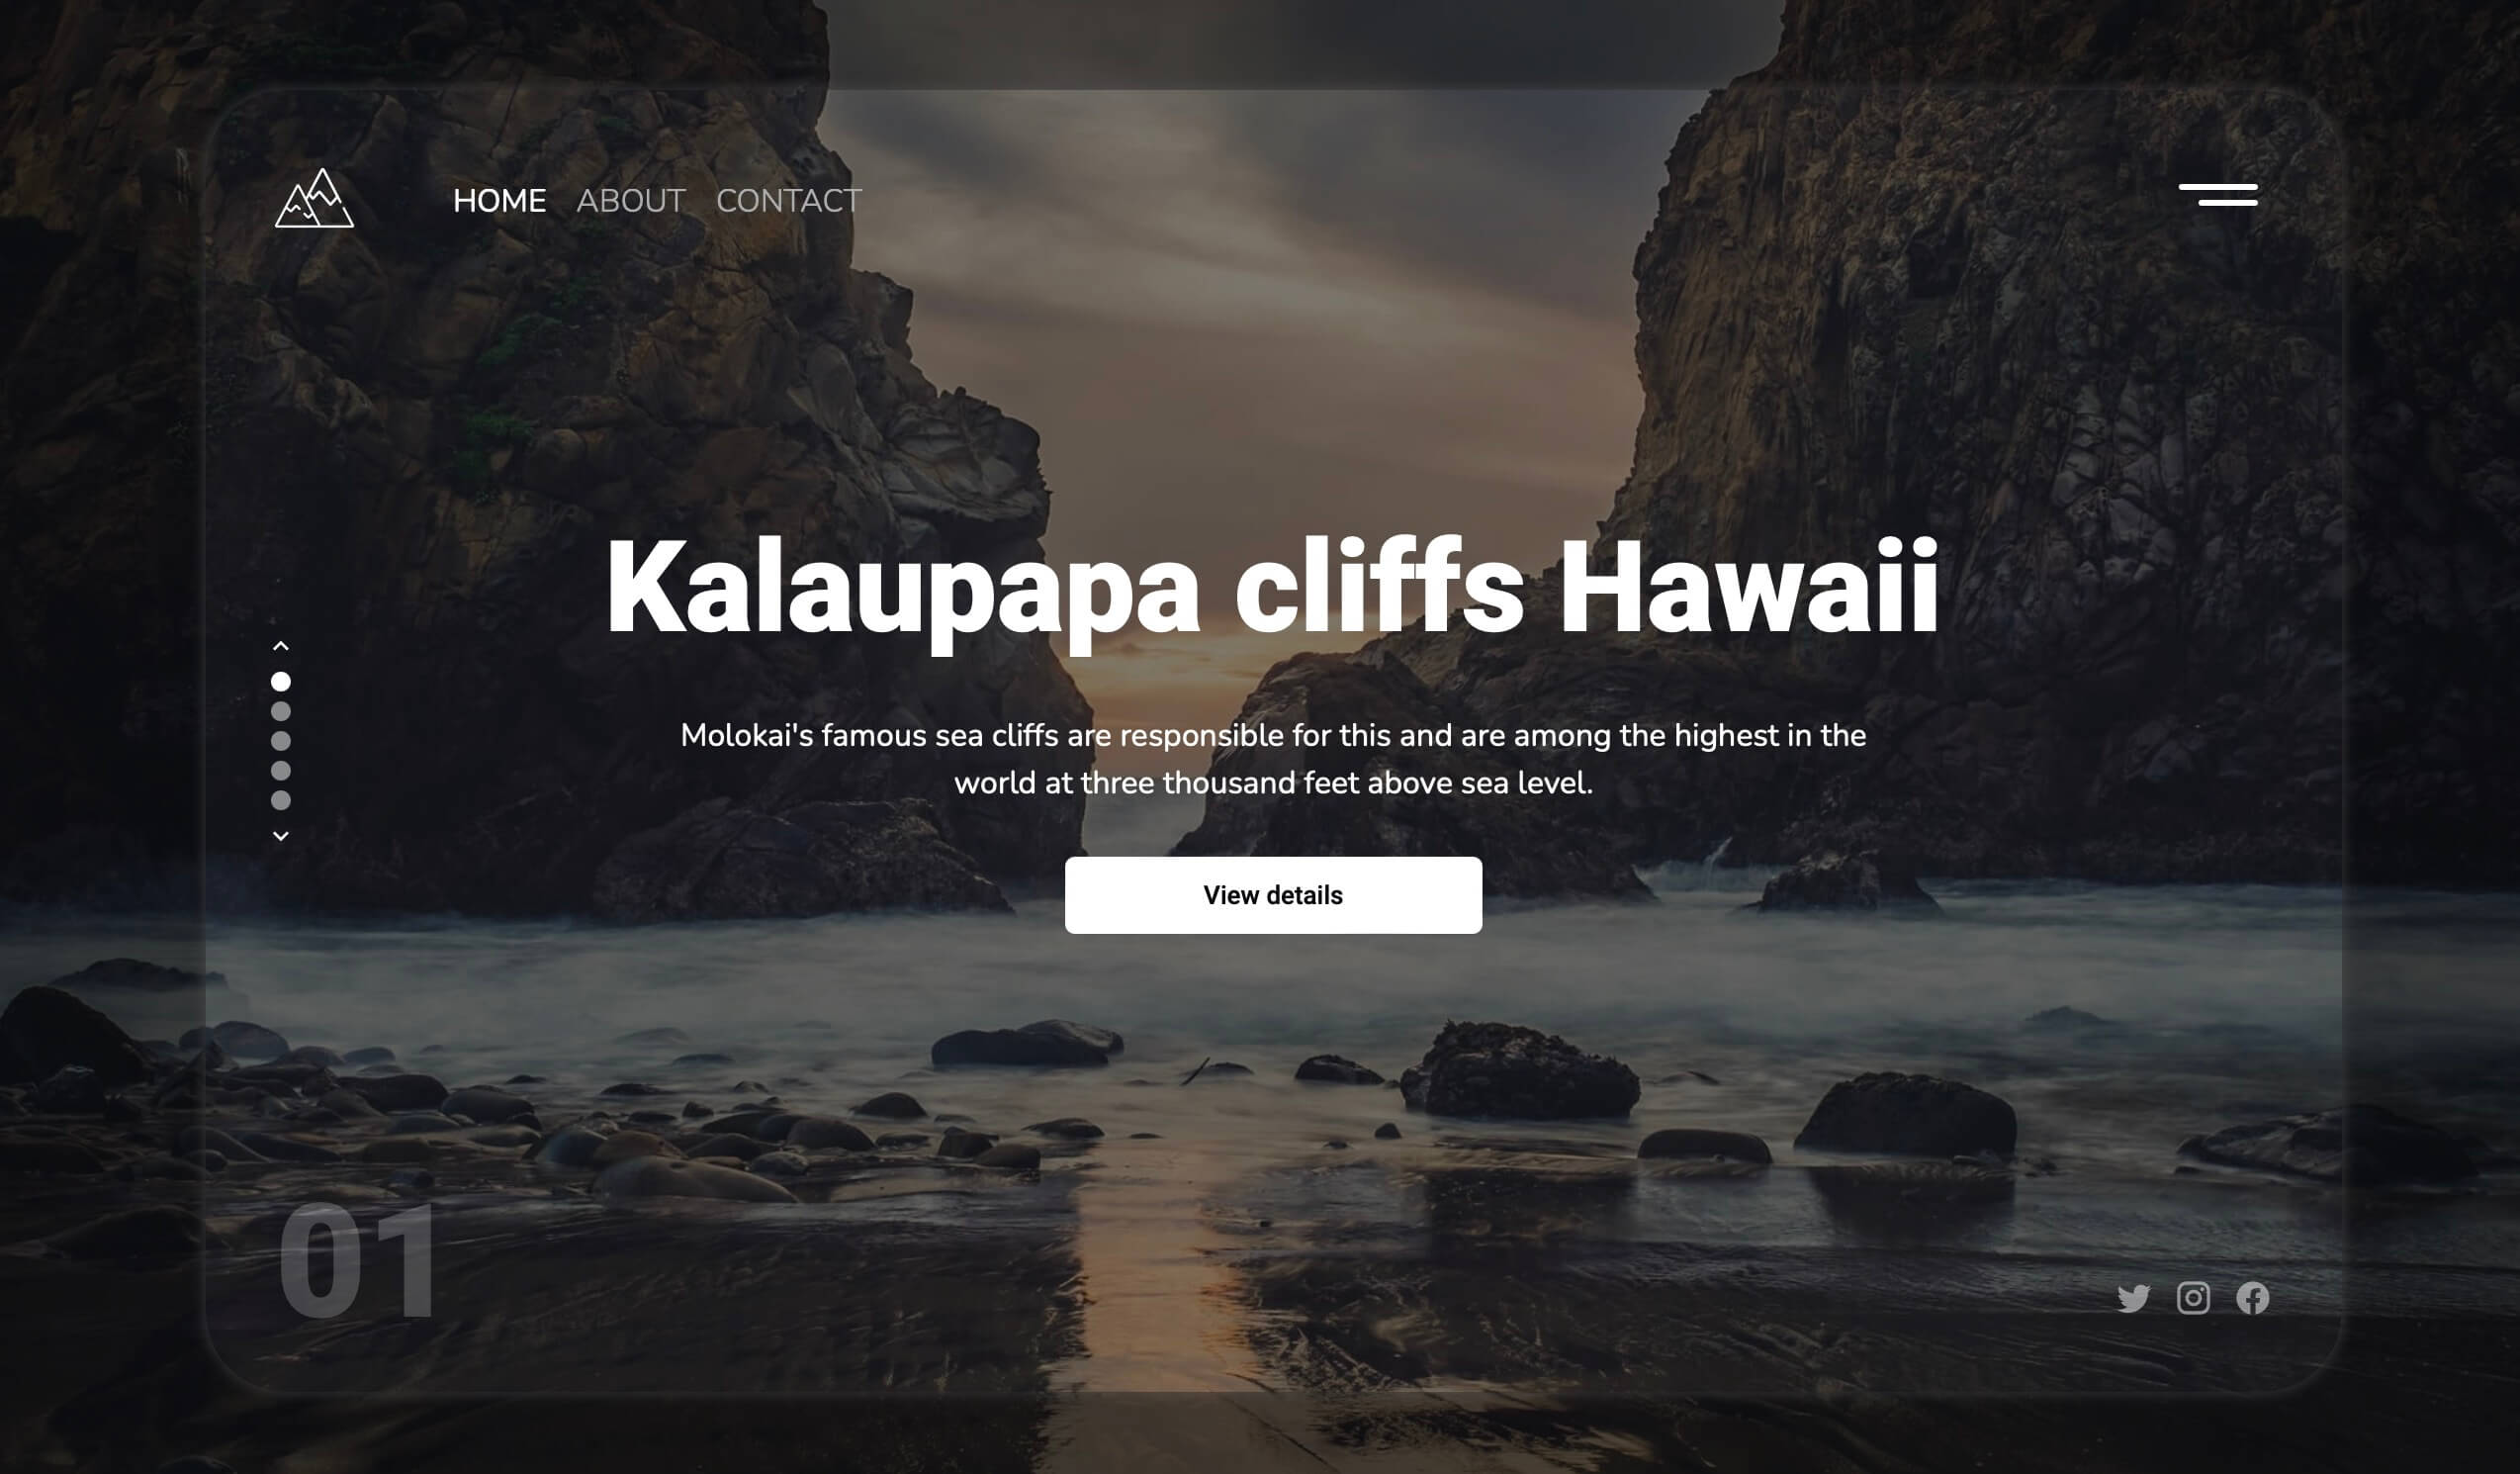 HOME ABOUT CONTACT
Kalaupapa cliffs Hawaii
Molokai's famous sea cliffs are responsible for this and are among the highest in the
world at three thousand feet above sea level.
View details
01